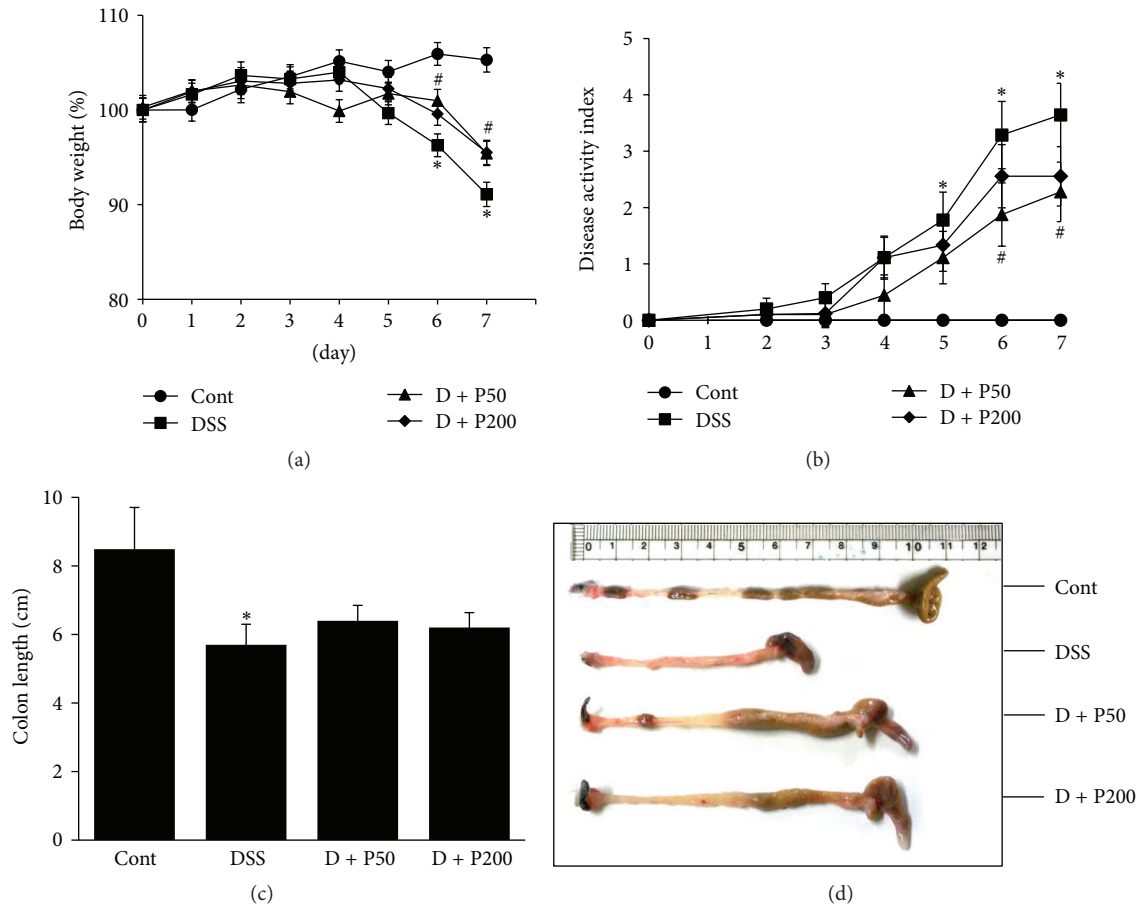 110
100
90
80
Body weight (%)
#
#
*
*
0 1 2 3 4 5 6 7
(day)
Cont
DSS
D + P50
D + P200
(a)
5
4
3
2
1
0
Disease activity index
*
*
*
#
#
0 1 2 3 4 5 6 7
Cont
DSS
D + P50
D + P200
(b)
10
8
6
4
2
0
Colon length (cm)
*
Cont DSS D + P50 D + P200
(c)
0 1 2 3 4 5 6 7 8 9 10 11 12
Cont
DSS
D + P50
D + P200
(d)